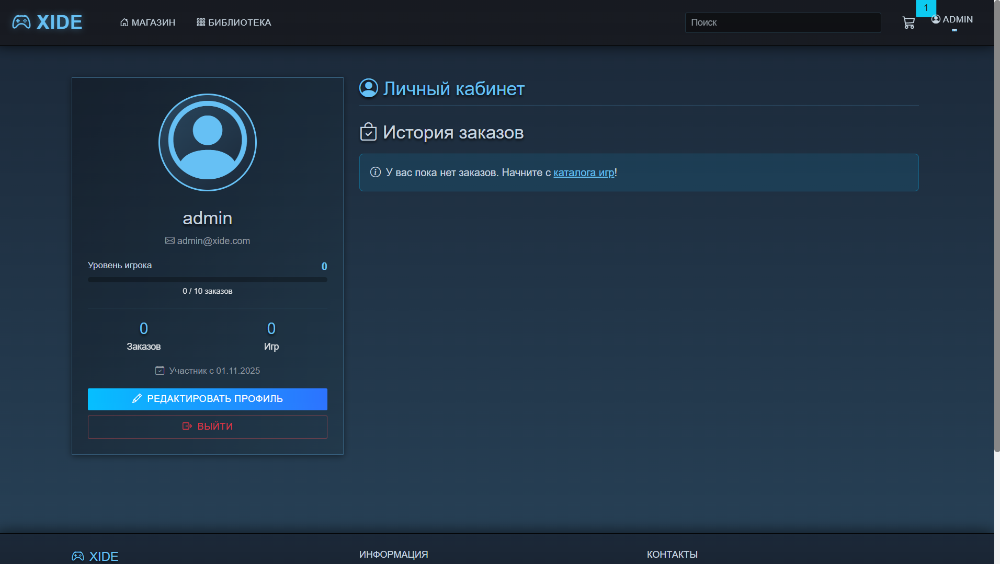 XIDE
МАГАЗИН
БИБЛИОТЕКА
Поиск
1
ADMIN
admin
admin@xide.com
Уровень игрока
0
0 / 10 заказов
0
Заказов
0
Игр
Участник с 01.11.2025
РЕДАКТИРОВАТЬ ПРОФИЛЬ
ВЫЙТИ
Личный кабинет
История заказов
У вас пока нет заказов. Начните с каталога игр!
XIDE
ИНФОРМАЦИЯ
КОНТАКТЫ